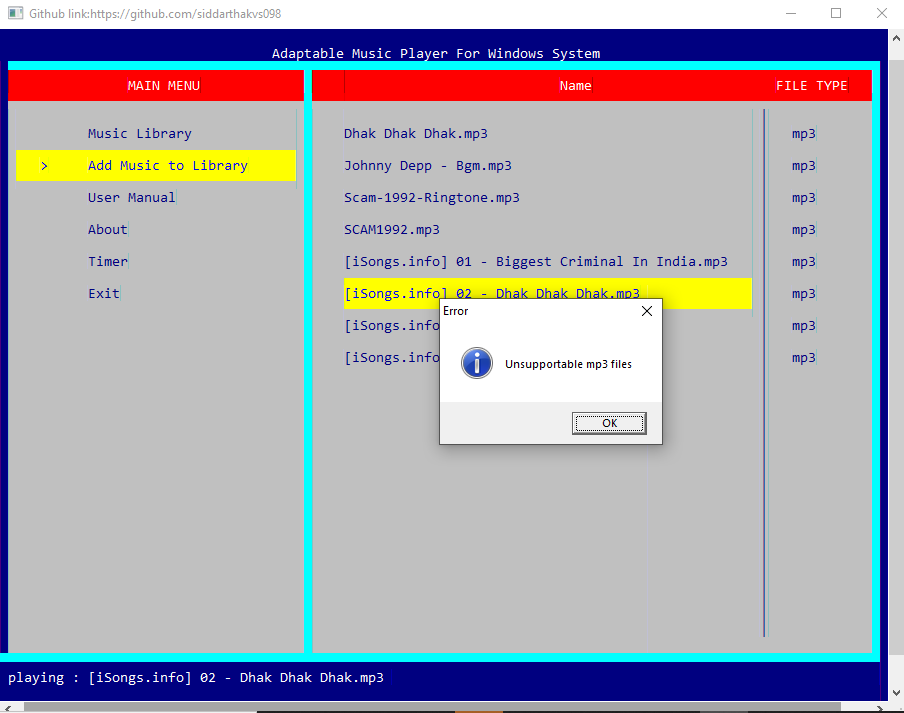 Github link:https://github.com/siddarthakvs098
Adaptable Music Player For Windows System
MAIN MENU Name FILE TYPE
Music Library Dhak Dhak Dhak.mp3 mp3
> Add Music to Library Johnny Depp - Bgm.mp3 mp3
User Manual Scam-1992-Ringtone.mp3 mp3
About SCAM1992.mp3 mp3
Timer [iSongs.info] 01 - Biggest Criminal In India.mp3 mp3
Exit [iSongs.info] 02 - Dhak Dhak Dhak.mp3 mp3
[iSongs.info mp3
[iSongs.info mp3
Error
Unsupportable mp3 files
OK
playing : [iSongs.info] 02 - Dhak Dhak Dhak.mp3